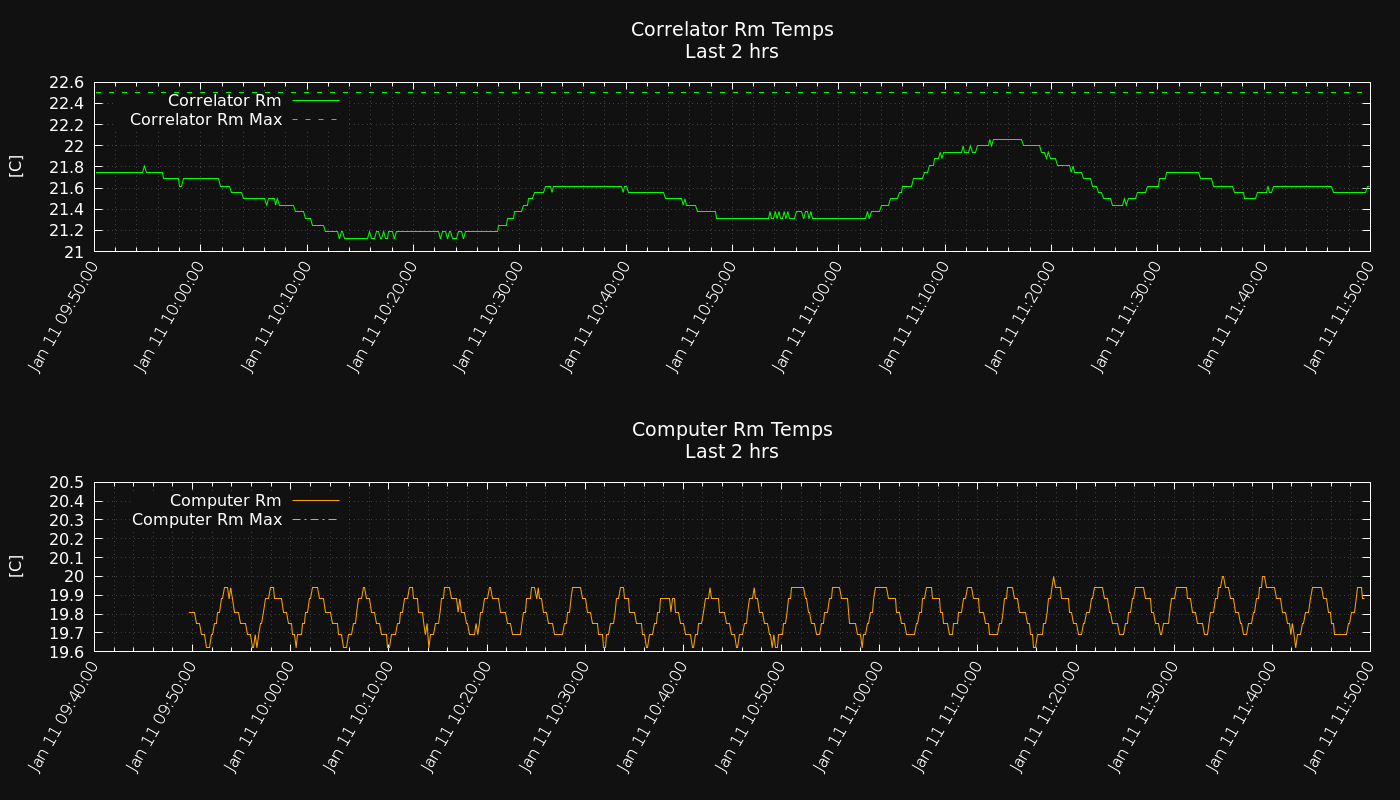 Correlator Rm Temps
Last 2 hrs
22.6
22.4
22.2
22
21.8
21.6
21.4
21.2
21
[C]
Correlator Rm
Correlator Rm Max
Jan 11 09:50:00
Jan 11 10:00:00
Jan 11 10:10:00
Jan 11 10:20:00
Jan 11 10:30:00
Jan 11 10:40:00
Jan 11 10:50:00
Jan 11 11:00:00
Jan 11 11:10:00
Jan 11 11:20:00
Jan 11 11:30:00
Jan 11 11:40:00
Jan 11 11:50:00
Computer Rm Temps
Last 2 hrs
20.5
20.4
20.3
20.2
20.1
20
19.9
19.8
19.7
19.6
[C]
Computer Rm
Computer Rm Max
Jan 11 09:40:00
Jan 11 09:50:00
Jan 11 10:00:00
Jan 11 10:10:00
Jan 11 10:20:00
Jan 11 10:30:00
Jan 11 10:40:00
Jan 11 10:50:00
Jan 11 11:00:00
Jan 11 11:10:00
Jan 11 11:20:00
Jan 11 11:30:00
Jan 11 11:40:00
Jan 11 11:50:00